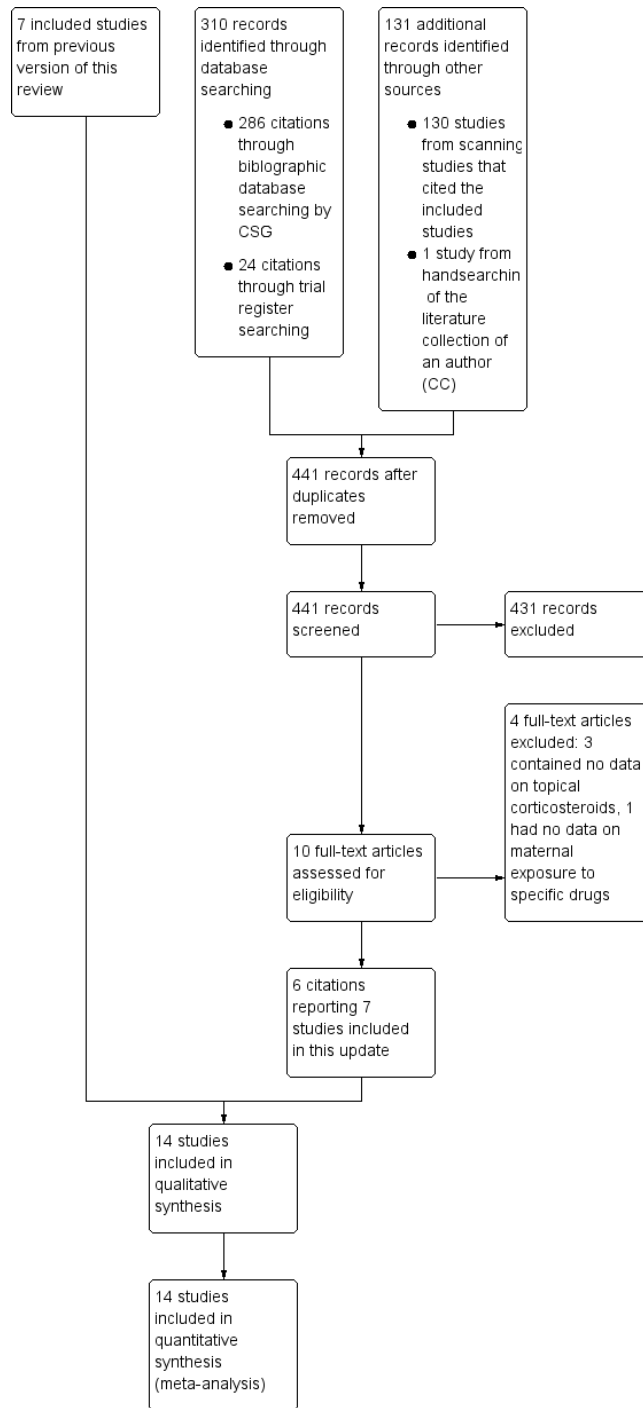 7 included studies
from previous
version of this
review
310 records
identified through
database
searching
● 286 citations
through
biblographic
database
searching by
CSG
● 24 citations
through trial
register
searching
131 additional
records identified
through other
sources
● 130 studies
from scanning
studies that
cited the
included
studies
● 1 study from
handsearchin
of the
literature
collection of
an author
(CC)
441 records after
duplicates
removed
441 records
screened
431 records
excluded
4 full-text articles
excluded: 3
contained no data
on topical
corticosteroids, 1
had no data on
maternal
exposure to
specific drugs
10 full-text articles
assessed for
eligibility
6 citations
reporting 7
studies included
in this update
14 studies
included in
qualitative
synthesis
14 studies
included in
quantitative
synthesis
(meta-analysis)